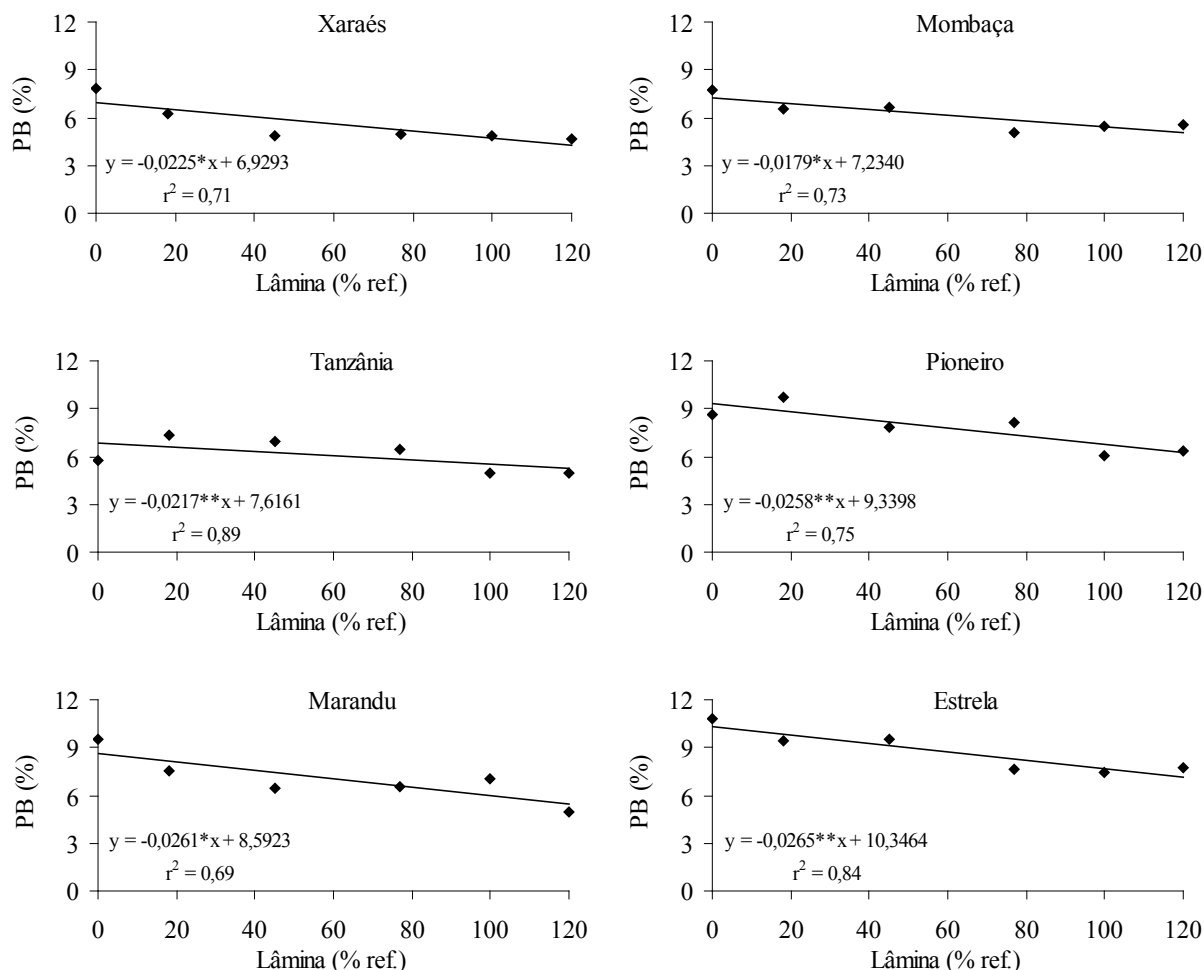 Xaraés
12
9
6
3
0
PB (%)
y = -0,0225*x + 6,9293
r² = 0,71
0 20 40 60 80 100 120
Lâmina (% ref.)
Mombaça
12
9
6
3
0
PB (%)
y = -0,0179*x + 7,2340
r² = 0,73
0 20 40 60 80 100 120
Lâmina (% ref.)
Tanzânia
12
9
6
3
0
PB (%)
y = -0,0217**x + 7,6161
r² = 0,89
0 20 40 60 80 100 120
Lâmina (% ref.)
Pioneiro
12
9
6
3
0
PB (%)
y = -0,0258**x + 9,3398
r² = 0,75
0 20 40 60 80 100 120
Lâmina (% ref.)
Marandu
12
9
6
3
0
PB (%)
y = -0,0261*x + 8,5923
r² = 0,69
0 20 40 60 80 100 120
Lâmina (% ref.)
Estrela
12
9
6
3
0
PB (%)
y = -0,0265**x + 10,3464
r² = 0,84
0 20 40 60 80 100 120
Lâmina (% ref.)